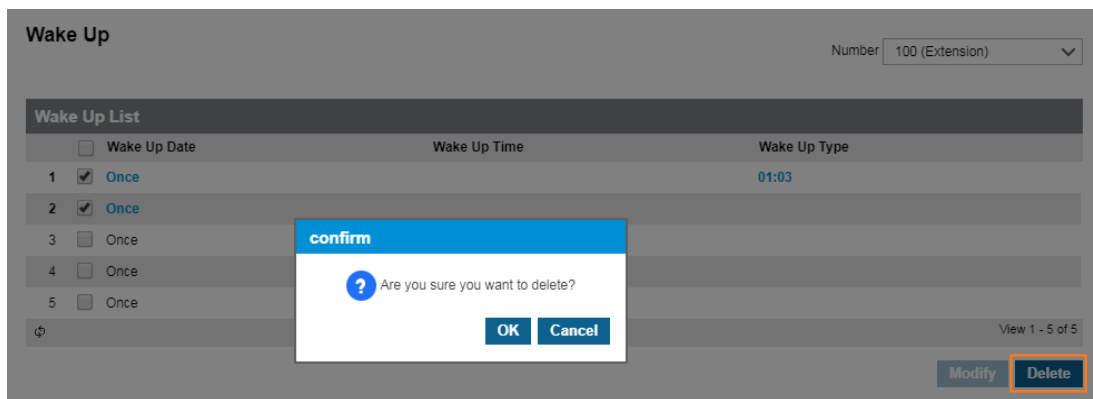 Wake Up
Number 100 (Extension)
Wake Up List
Wake Up Date Wake Up Time Wake Up Type
1 Once 01:03
2 Once
3 Once
4 Once
5 Once
confirm
? Are you sure you want to delete?
OK Cancel
View 1 - 5 of 5
Modify Delete